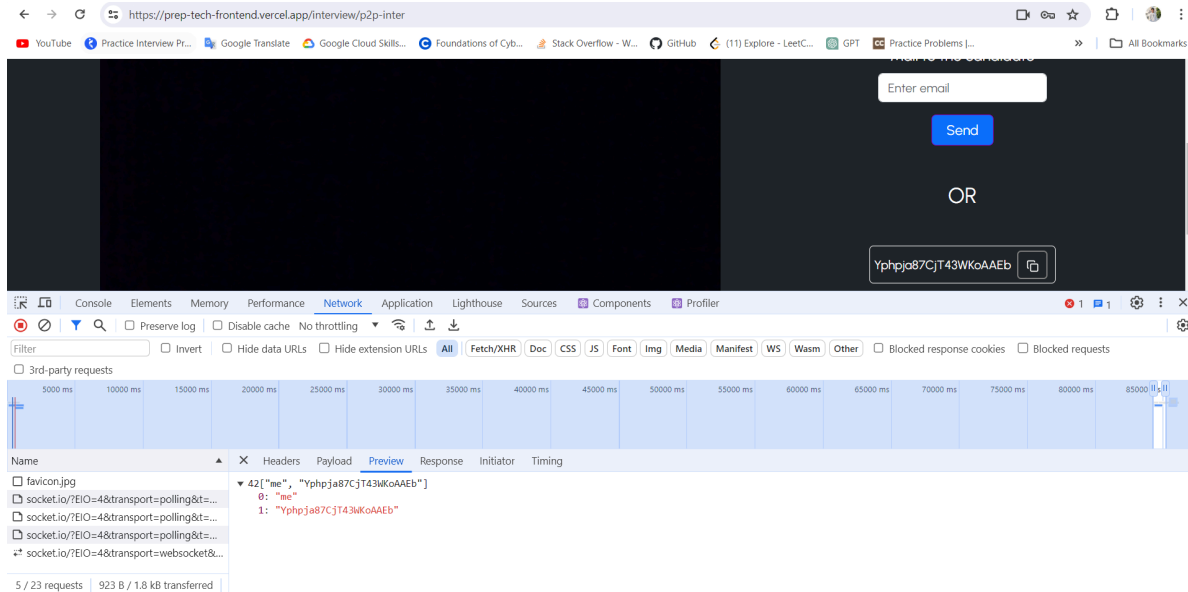 https://prep-tech-frontend.vercel.app/interview/p2p-inter
YouTube Practice Interview Pr... Google Translate Google Cloud Skills... Foundations of Cyb... Stack Overflow - W... GitHub (11) Explore - LeetC... GPT Practice Problems |... » All Bookmarks
Mail to the candidate
Enter email
Send
OR
Yphpja87CjT43WKoAAEb
Console Elements Memory Performance Network Application Lighthouse Sources Components Profiler 1 1
Preserve log Disable cache No throttling
Filter Invert Hide data URLs Hide extension URLs All Fetch/XHR Doc CSS JS Font Img Media Manifest WS Wasm Other Blocked response cookies Blocked requests
3rd-party requests
5000 ms 10000 ms 15000 ms 20000 ms 25000 ms 30000 ms 35000 ms 40000 ms 45000 ms 50000 ms 55000 ms 60000 ms 65000 ms 70000 ms 75000 ms 80000 ms
Name Headers Payload Preview Response Initiator Timing
favicon.jpg 42["me", "Yphpja87CjT43WKoAAEb"]
socket.io/?EIO=4&transport=polling&t=... 0: "me"
socket.io/?EIO=4&transport=polling&t=... 1: "Yphpja87CjT43WKoAAEb"
socket.io/?EIO=4&transport=polling&t=...
socket.io/?EIO=4&transport=websocket&...
5 / 23 requests 923 B / 1.8 kB transferred